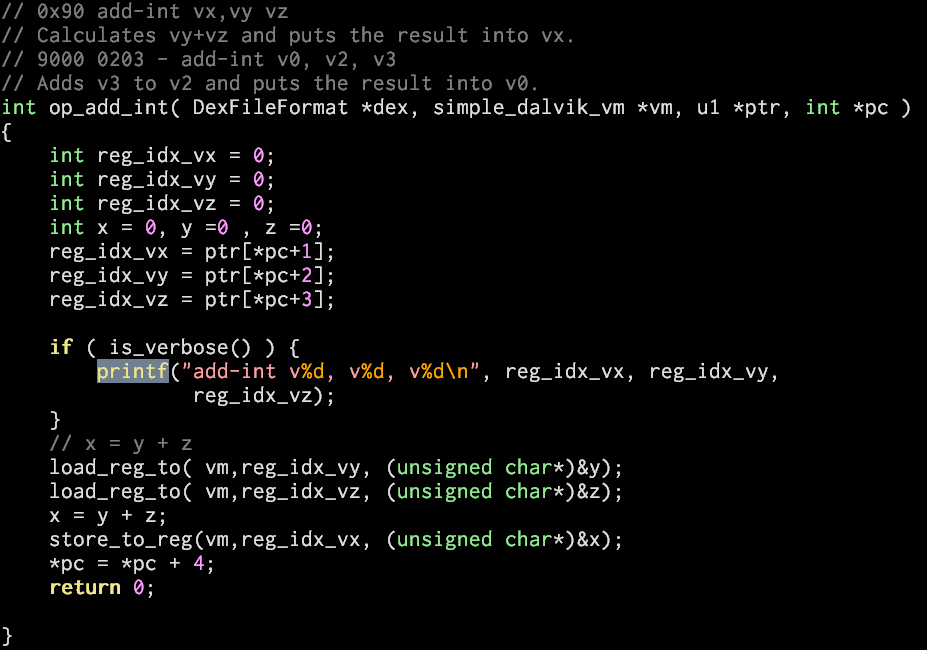 // 0x90 add-int vx,vy vz
// Calculates vy+vz and puts the result into vx.
// 9000 0203 - add-int v0, v2, v3
// Adds v3 to v2 and puts the result into v0.
int op_add_int( DexFileFormat *dex, simple_dalvik_vm *vm, u1 *ptr, int *pc )
{
    int reg_idx_vx = 0;
    int reg_idx_vy = 0;
    int reg_idx_vz = 0;
    int x = 0, y =0 , z =0;
    reg_idx_vx = ptr[*pc+1];
    reg_idx_vy = ptr[*pc+2];
    reg_idx_vz = ptr[*pc+3];

    if ( is_verbose() ) {
        printf("add-int v%d, v%d, v%d\n", reg_idx_vx, reg_idx_vy,
                reg_idx_vz);
    }
    // x = y + z
    load_reg_to( vm,reg_idx_vy, (unsigned char*)&y);
    load_reg_to( vm,reg_idx_vz, (unsigned char*)&z);
    x = y + z;
    store_to_reg(vm,reg_idx_vx, (unsigned char*)&x);
    *pc = *pc + 4;
    return 0;

}